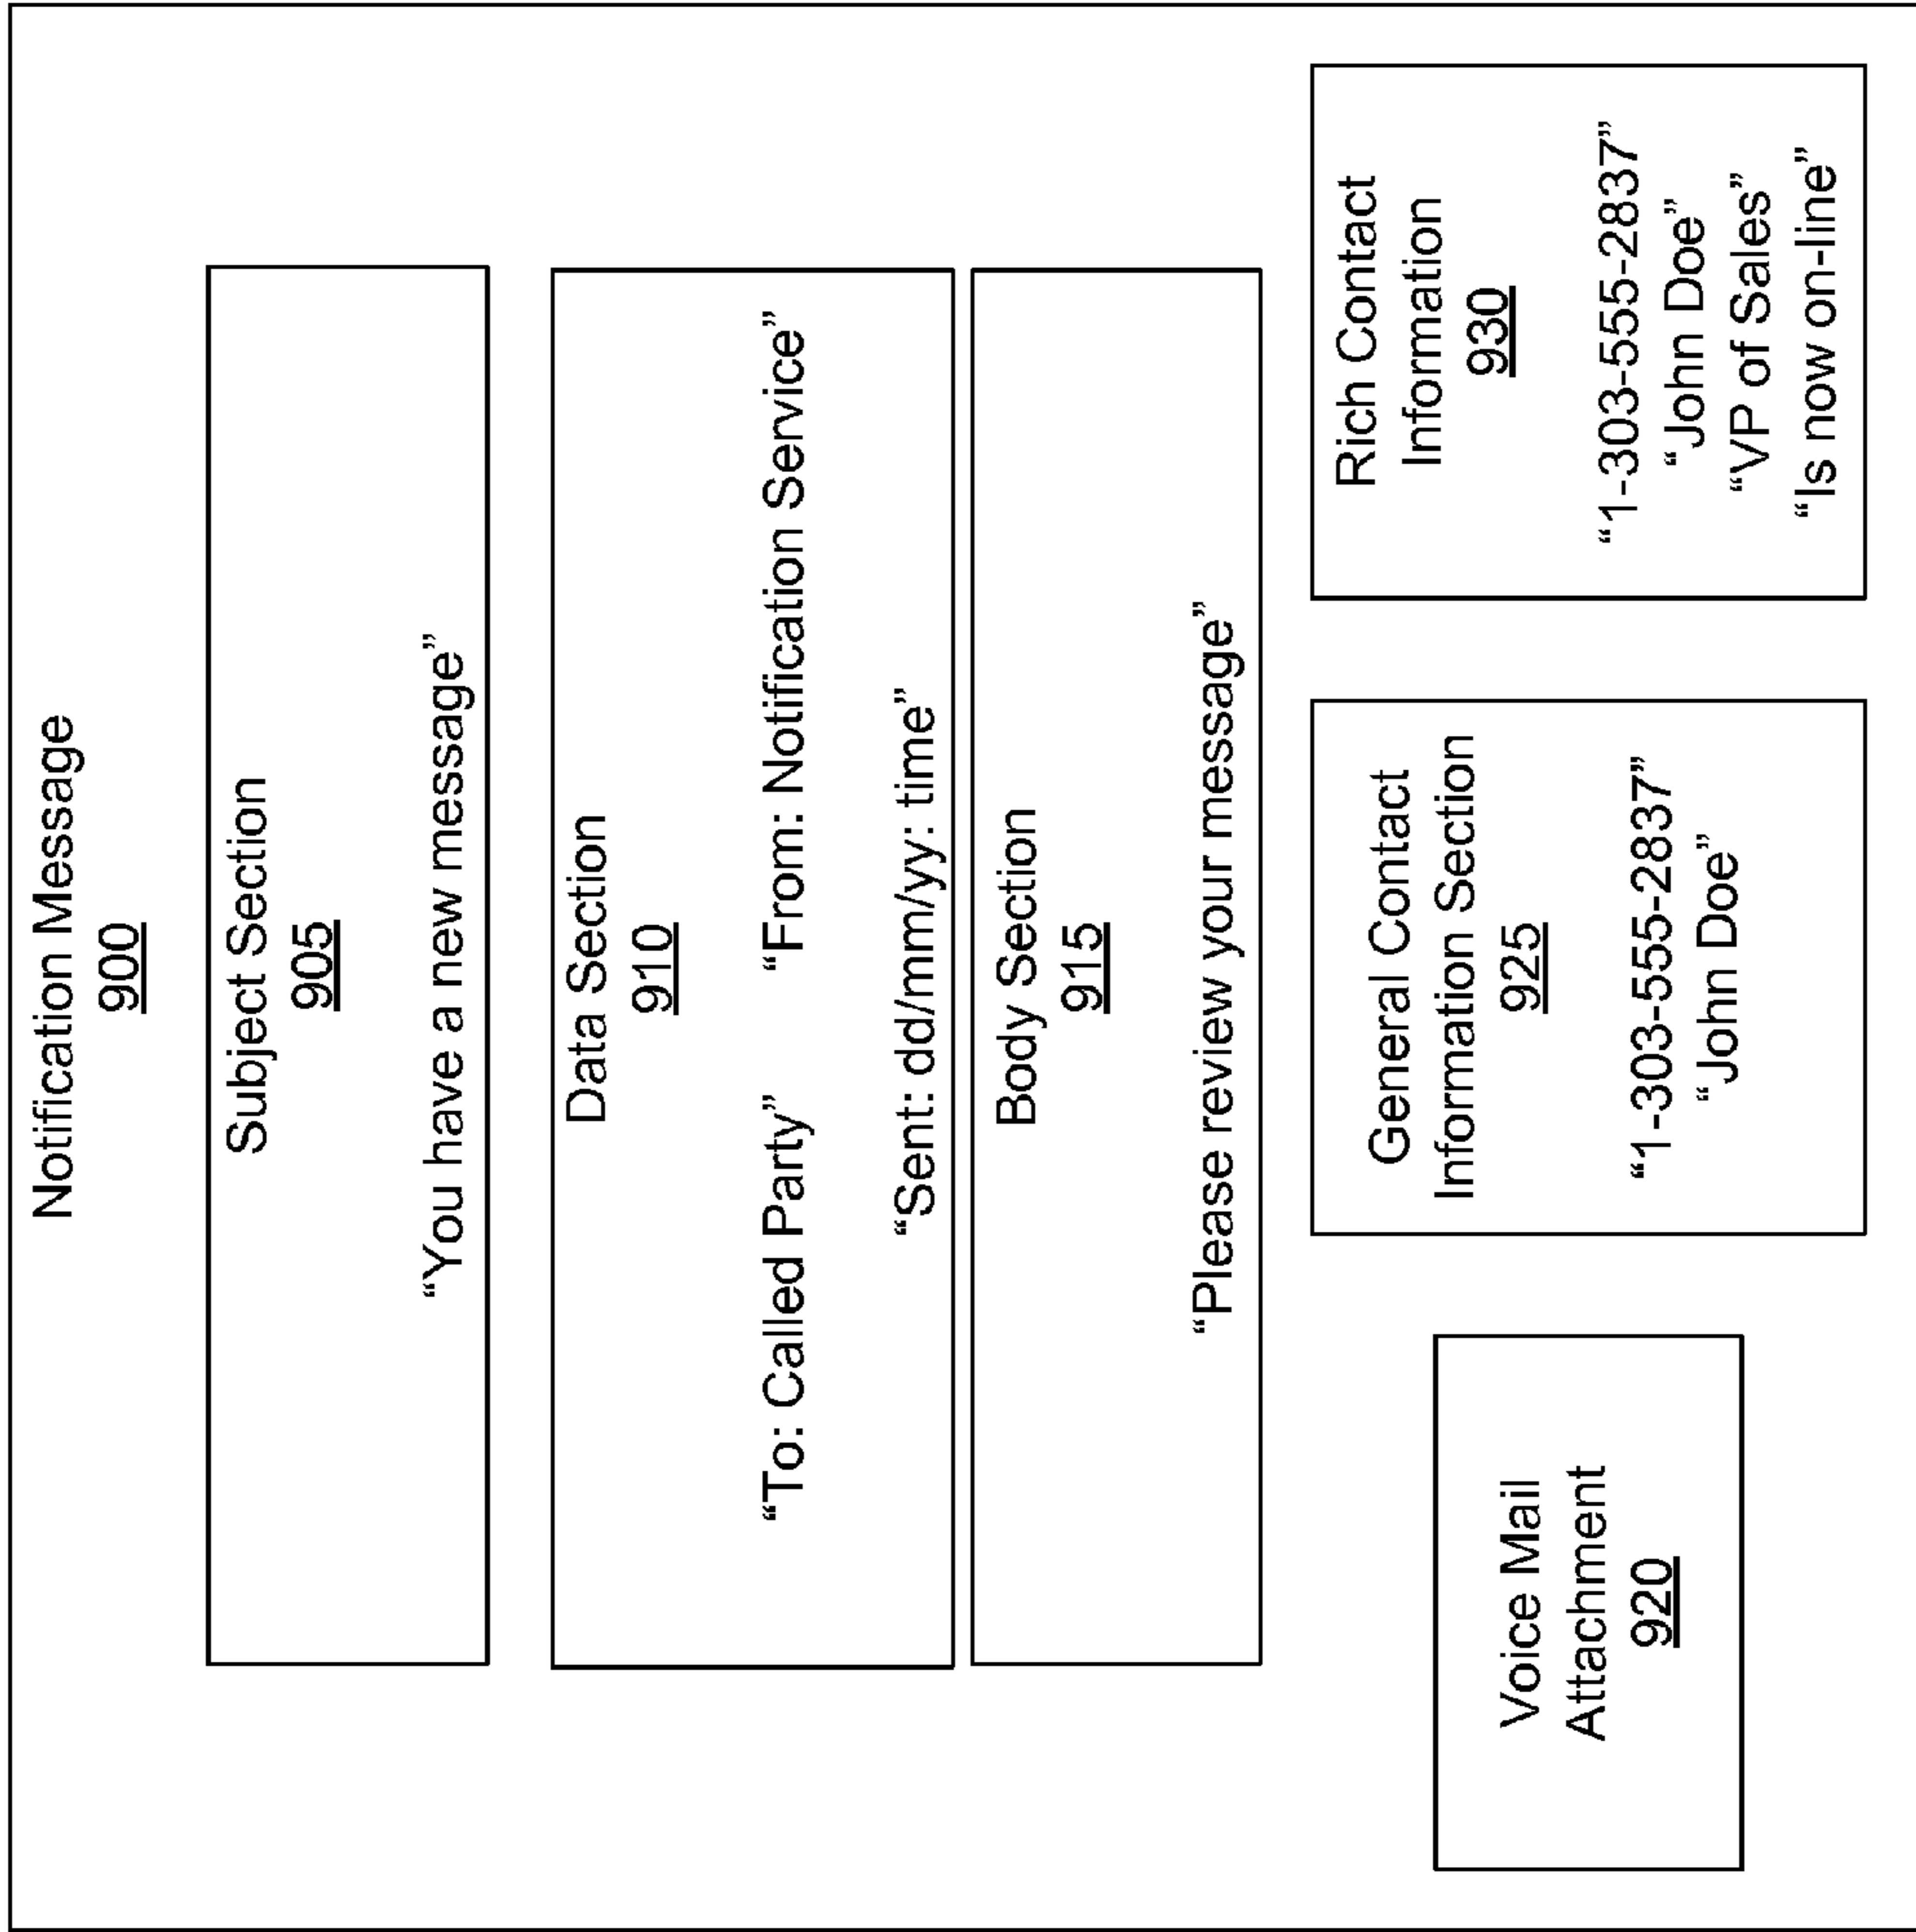 Notification Message
900
Subject Section
905
“You have a new message”
Data Section
910
“To: Called Party” “From: Notification Service”
“Sent: dd/mm/yy: time”
Body Section
915
“Please review your message”
Voice Mail
Attachment
920
General Contact
Information Section
925
“1-303-555-2837”
“John Doe”
Rich Contact
Information
930
“1-303-555-2837”
“John Doe”
“VP of Sales”
“Is now on-line”